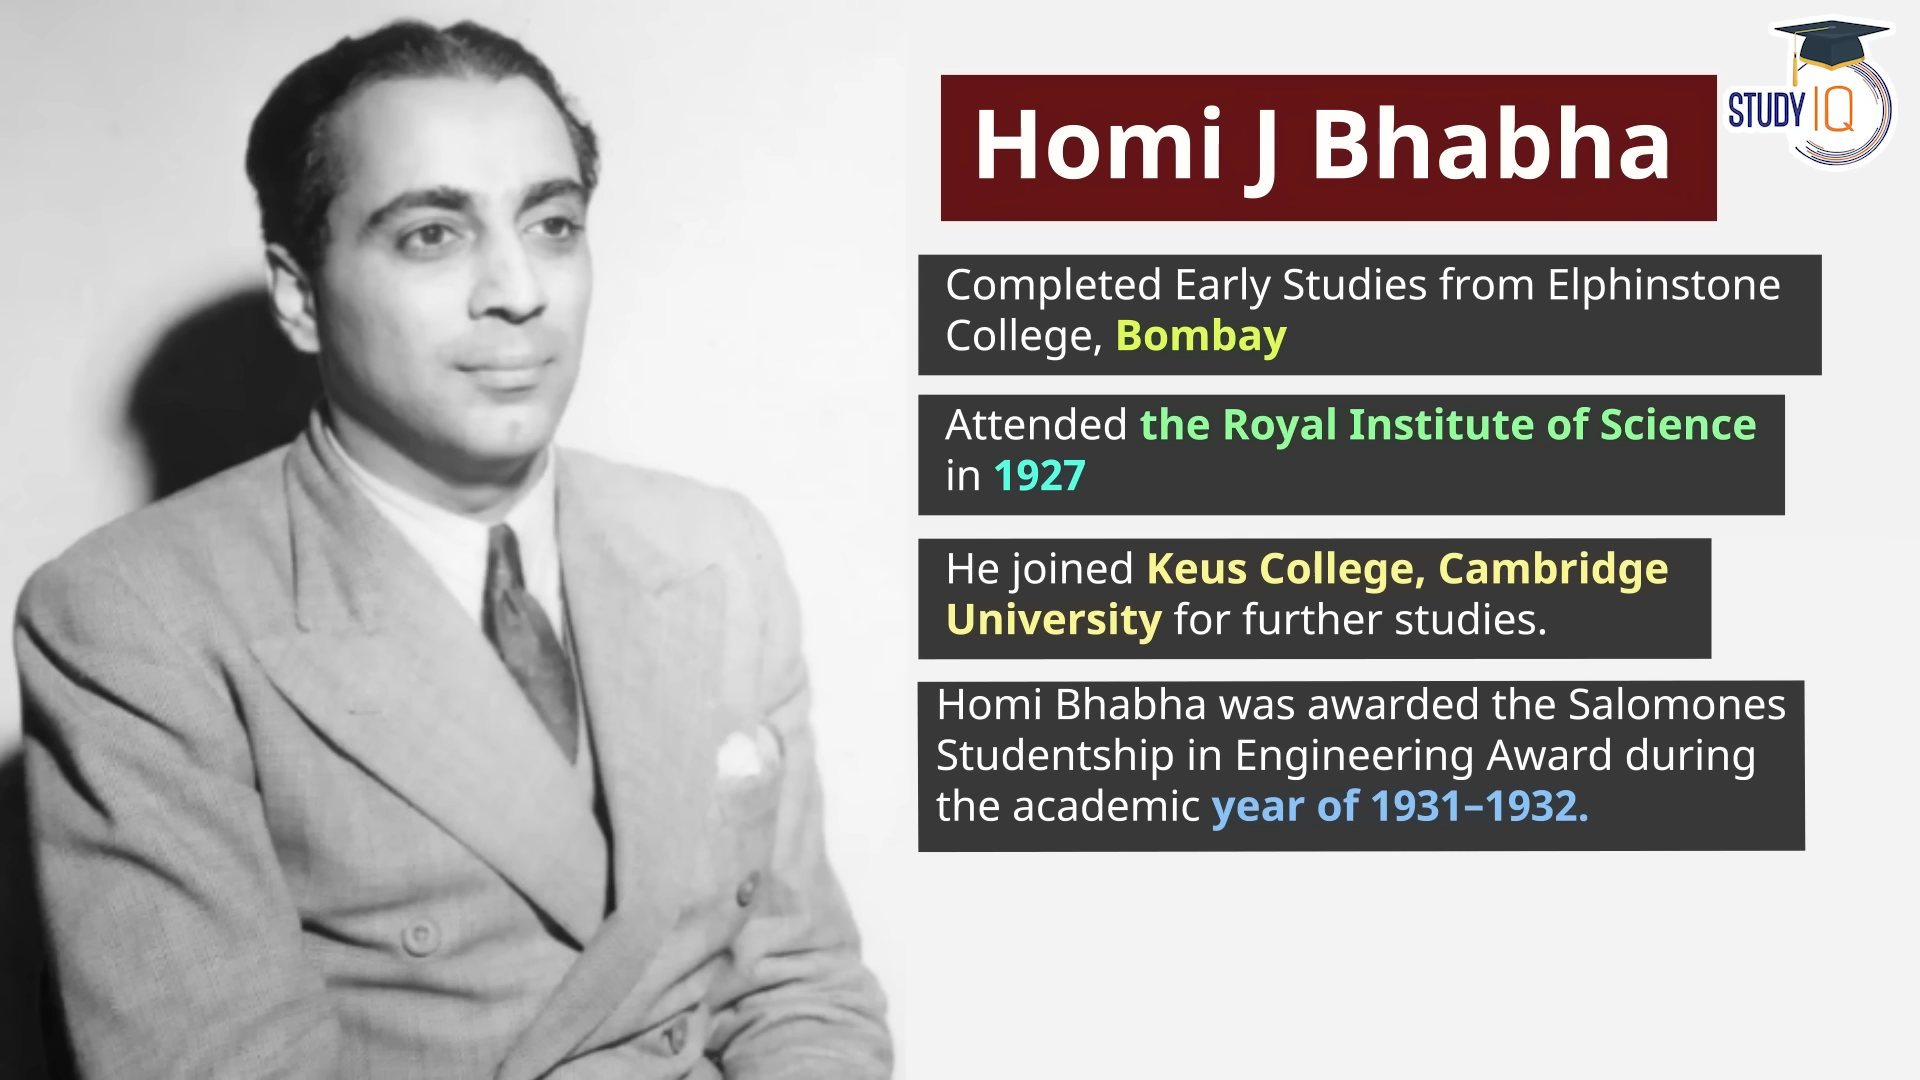 Homi J Bhabha
STUDY IQ
Completed Early Studies from Elphinstone
College, Bombay
Attended the Royal Institute of Science
in 1927
He joined Keus College, Cambridge
University for further studies.
Homi Bhabha was awarded the Salomones
Studentship in Engineering Award during
the academic year of 1931–1932.